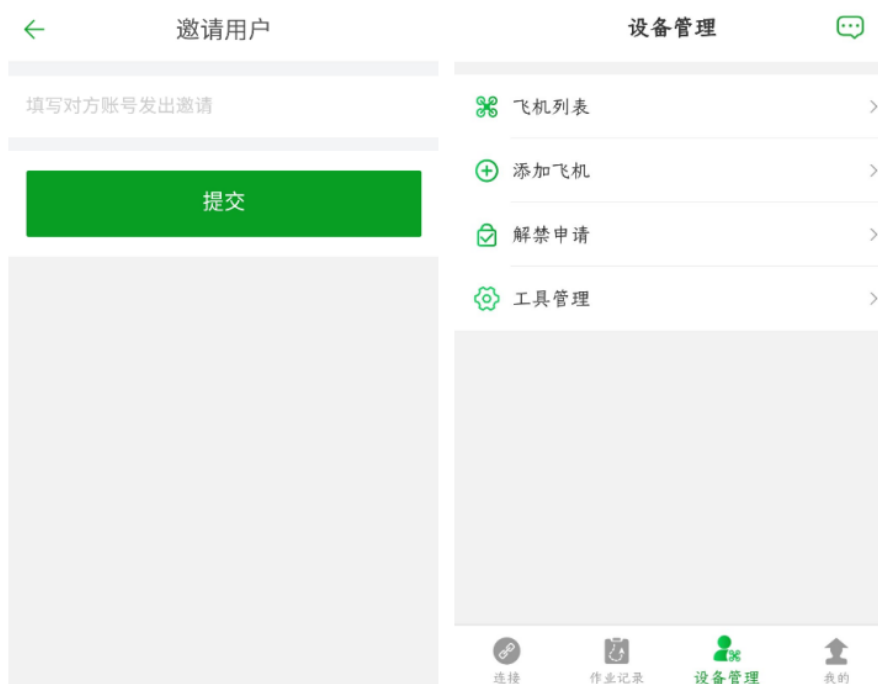 邀请用户
填写对方账号发出邀请
提交
设备管理
飞机列表
添加飞机
解禁申请
工具管理
连接
作业记录
设备管理
我的